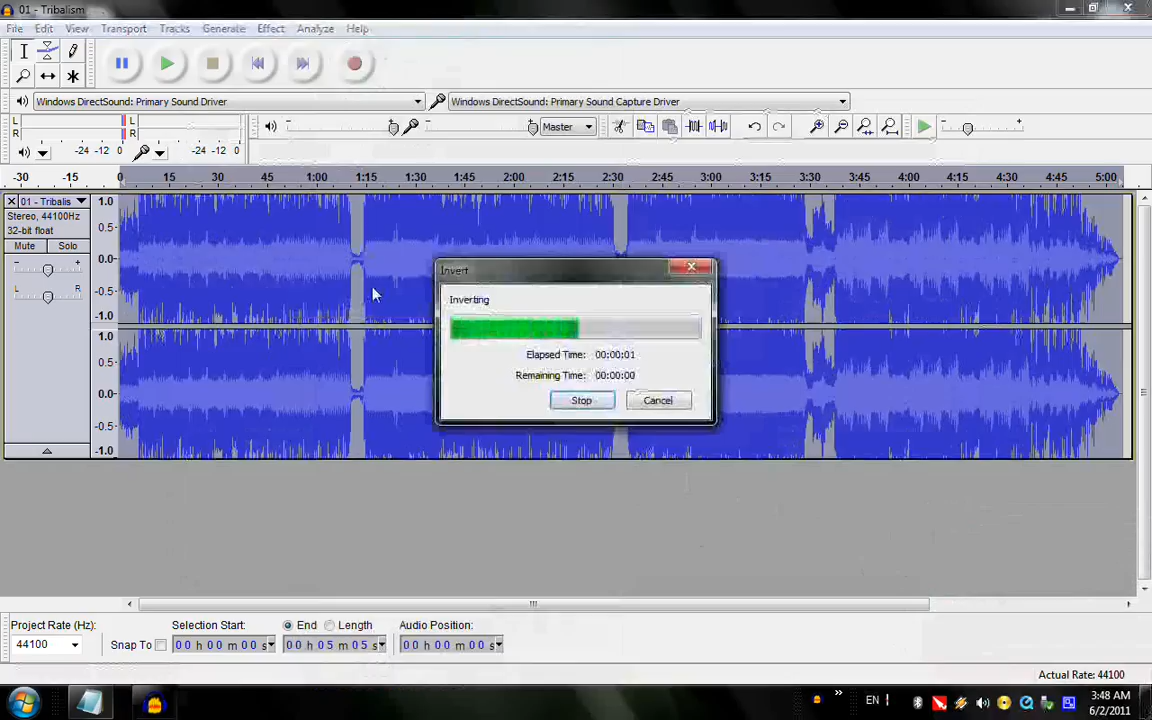 01 - Tribalism
File Edit View Transport Tracks Generate Effect Analyze Help
Windows DirectSound: Primary Sound Driver Windows DirectSound: Primary Sound Capture Driver
L L
R R
Master
-24 -12 0 -24 -12 0
-30 -15 0 15 30 45 1:00 1:15 1:30 1:45 2:00 2:15 2:30 2:45 3:00 3:15 3:30 3:45 4:00 4:15 4:30 4:45 5:00
01 - Tribalis 1.0
Stereo, 44100Hz
32-bit float 0.5
Mute Solo
- + 0.0
L R -0.5
-1.0
1.0
0.5
0.0
-0.5
-1.0
Invert
Inverting
Elapsed Time: 00:00:01
Remaining Time: 00:00:00
Stop Cancel
Project Rate (Hz): Selection Start: End Length Audio Position:
44100 Snap To 00 h 00 m 00 s 00 h 05 m 05 s 00 h 00 m 00 s
Actual Rate: 44100
EN 3:48 AM
6/2/2011